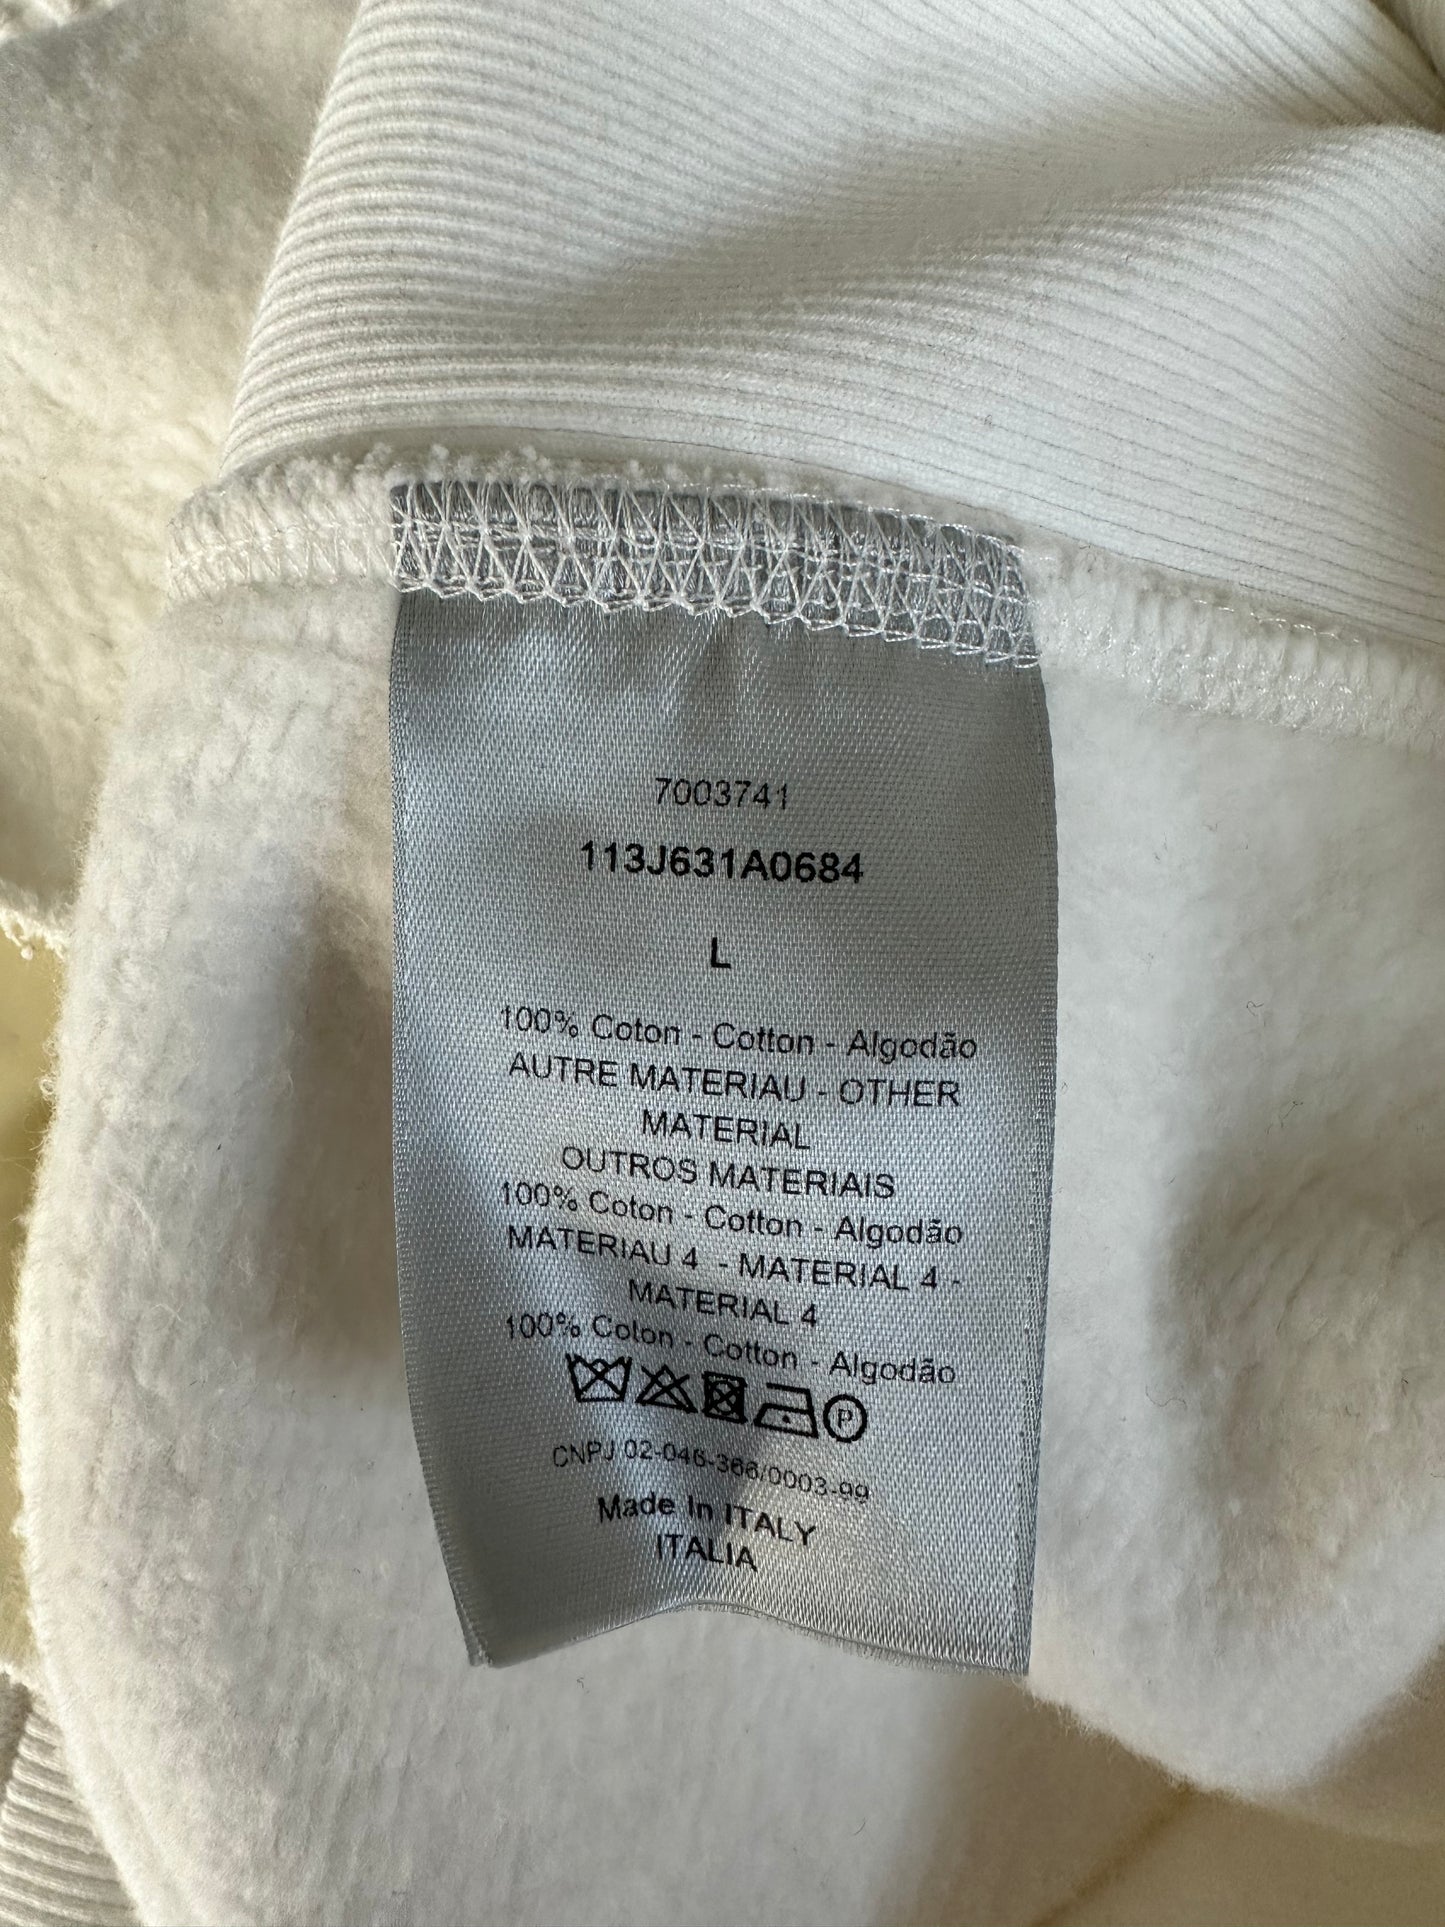 7003741
113J631A0684
L
100% Coton - Cotton - Algodão
AUTRE MATERIAU - OTHER
MATERIAL
OUTROS MATERIAIS
100% Coton - Cotton - Algodão
MATERIAU 4 - MATERIAL 4 -
MATERIAL 4
100% Coton - Cotton - Algodão
P
CNPJ 02-046-366/0003-99
Made In ITALY
ITALIA